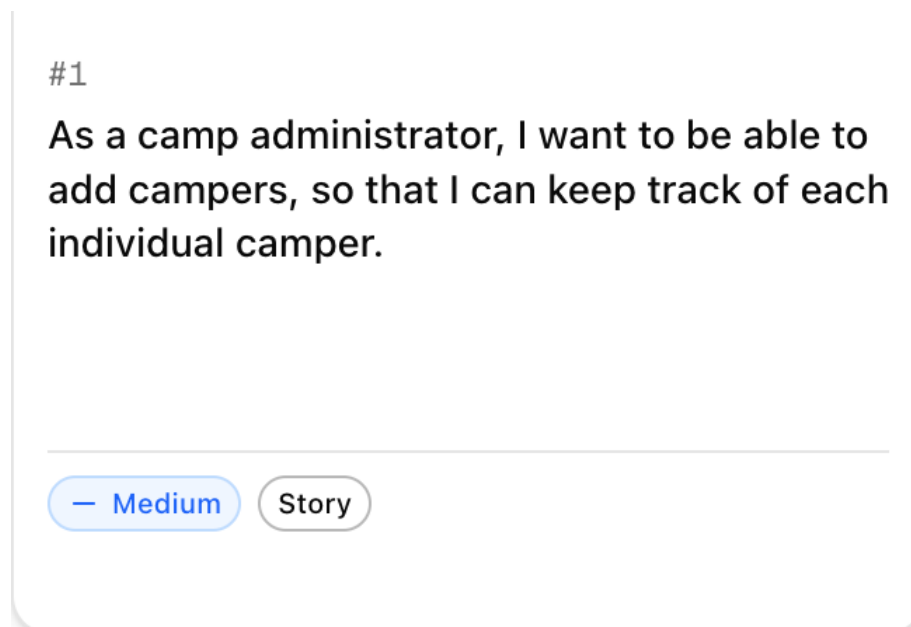 #1
As a camp administrator, I want to be able to
add campers, so that I can keep track of each
individual camper.
— Medium Story